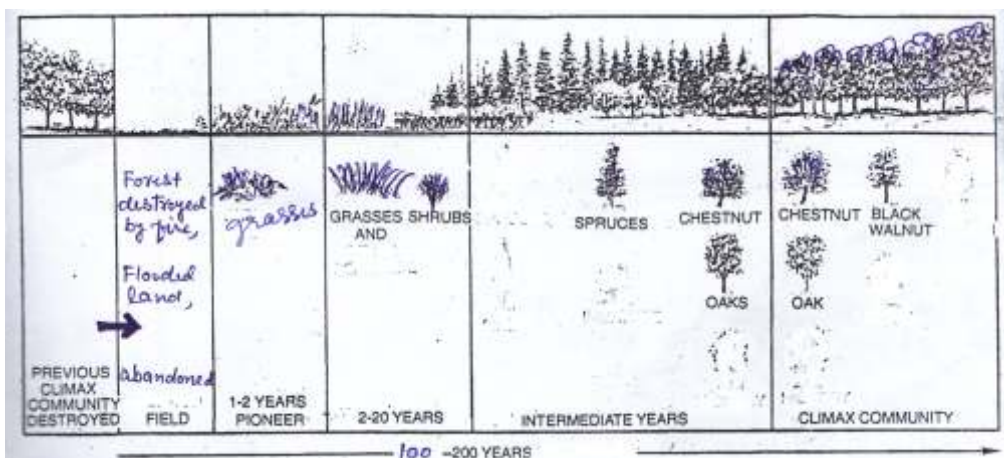 Forest
destroyed
by fire,
Flooded
land,
abandoned
grasses
GRASSES SHRUBS
AND
SPRUCES
CHESTNUT
OAKS
CHESTNUT
BLACK
WALNUT
OAK
PREVIOUS
CLIMAX
COMMUNITY
DESTROYED
FIELD
1-2 YEARS
PIONEER
2-20 YEARS
INTERMEDIATE YEARS
CLIMAX COMMUNITY
100 -200 YEARS